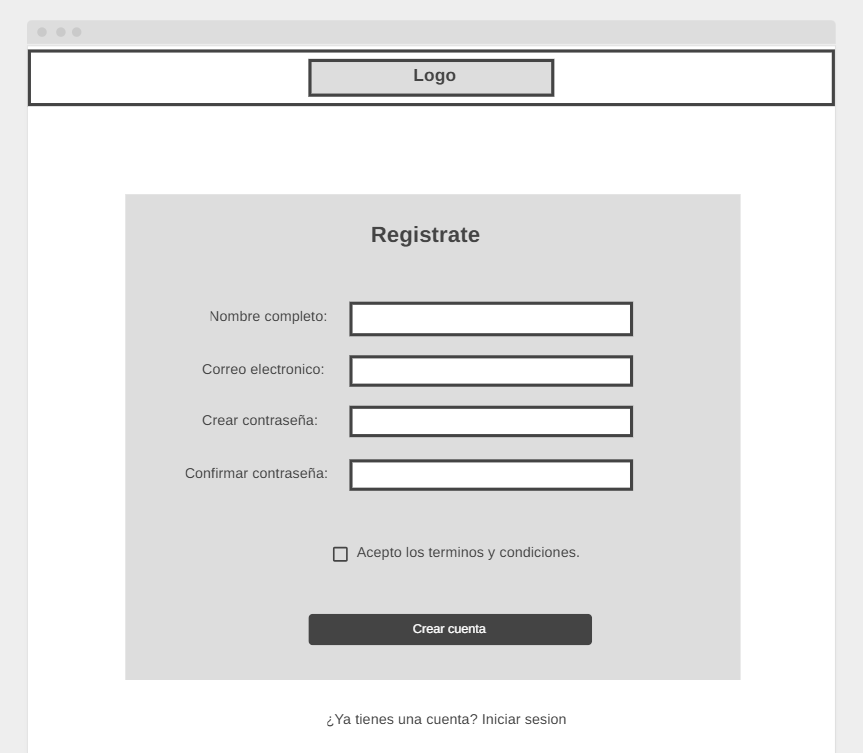 Logo
Registrate
Nombre completo:
Correo electronico:
Crear contraseña:
Confirmar contraseña:
Acepto los terminos y condiciones.
Crear cuenta
¿Ya tienes una cuenta? Iniciar sesion